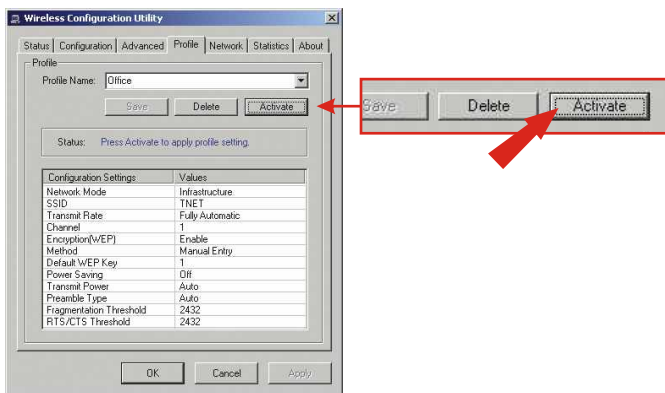 Wireless Configuration Utility
Status Configuration Advanced Profile Network Statistics About
Profile
Profile Name: Office
Save Delete Activate
Status: Press Activate to apply profile setting.
Configuration Settings Values
Network Mode Infrastructure
SSID TNET
Transmit Rate Fully Automatic
Channel 1
Encryption(WEP) Enable
Method Manual Entry
Default WEP Key 1
Power Saving Off
Transmit Power Auto
Preamble Type Auto
Fragmentation Threshold 2432
RTS/CTS Threshold 2432
OK Cancel Apply
Save Delete Activate